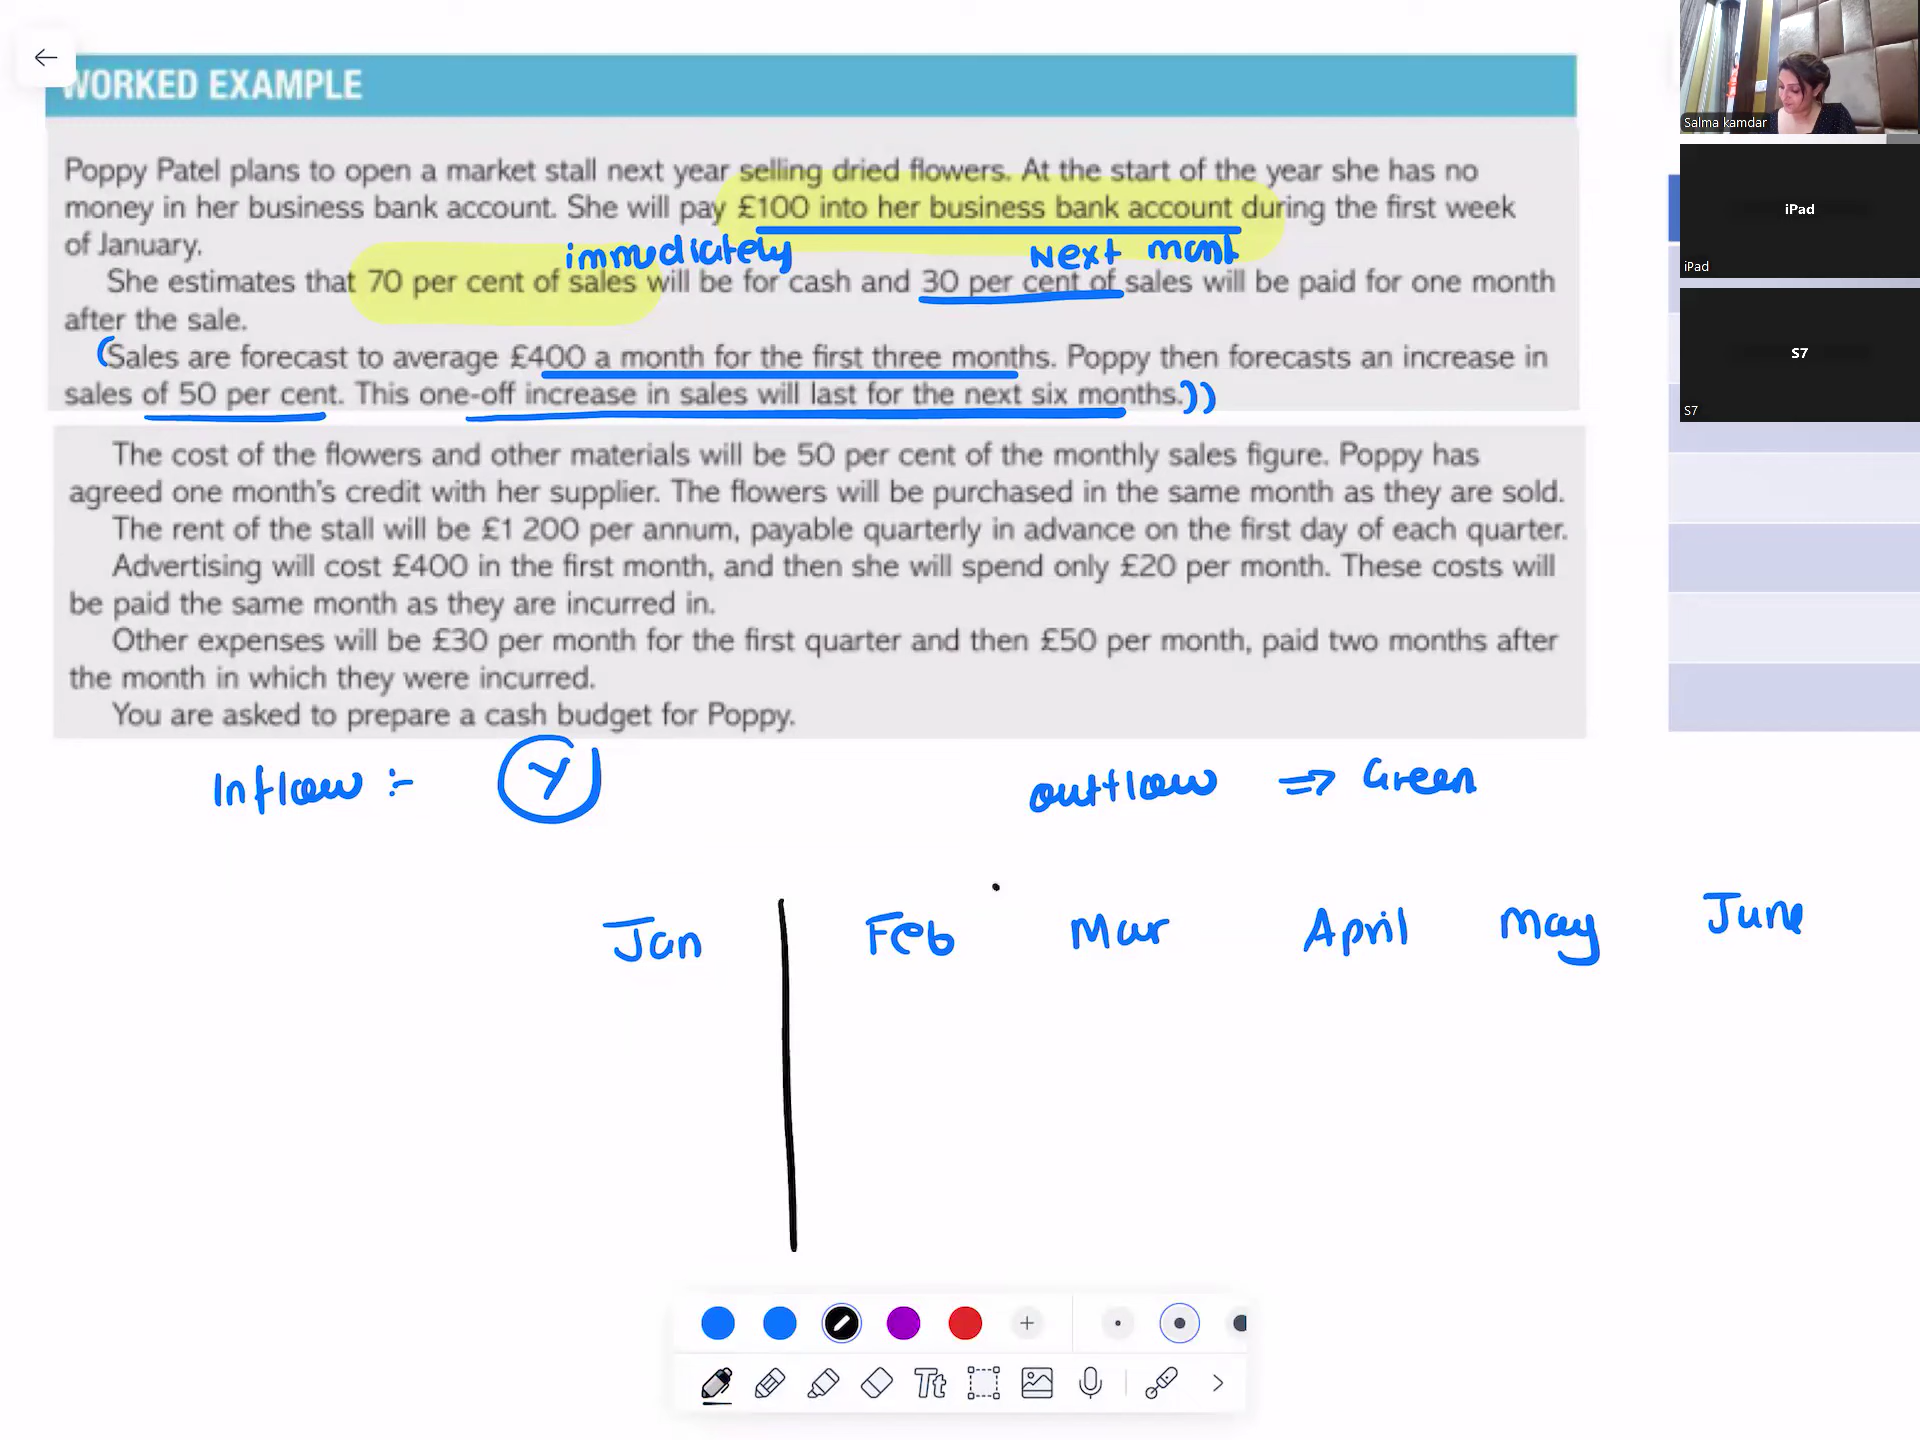 WORKED EXAMPLE
Poppy Patel plans to open a market stall next year selling dried flowers. At the start of the year she has no
money in her business bank account. She will pay £100 into her business bank account during the first week
of January.
immediately Next mont
She estimates that 70 per cent of sales will be for cash and 30 per cent of sales will be paid for one month
after the sale.
(Sales are forecast to average £400 a month for the first three months. Poppy then forecasts an increase in
sales of 50 per cent. This one-off increase in sales will last for the next six months.))
The cost of the flowers and other materials will be 50 per cent of the monthly sales figure. Poppy has
agreed one month's credit with her supplier. The flowers will be purchased in the same month as they are sold.
The rent of the stall will be £1 200 per annum, payable quarterly in advance on the first day of each quarter.
Advertising will cost £400 in the first month, and then she will spend only £20 per month. These costs will
be paid the same month as they are incurred in.
Other expenses will be £30 per month for the first quarter and then £50 per month, paid two months after
the month in which they were incurred.
You are asked to prepare a cash budget for Poppy.
Inflow :- Y outflow => Green
Jan Feb Mar April May June
Salma kamdar
iPad
iPad
S7
S7
Tt